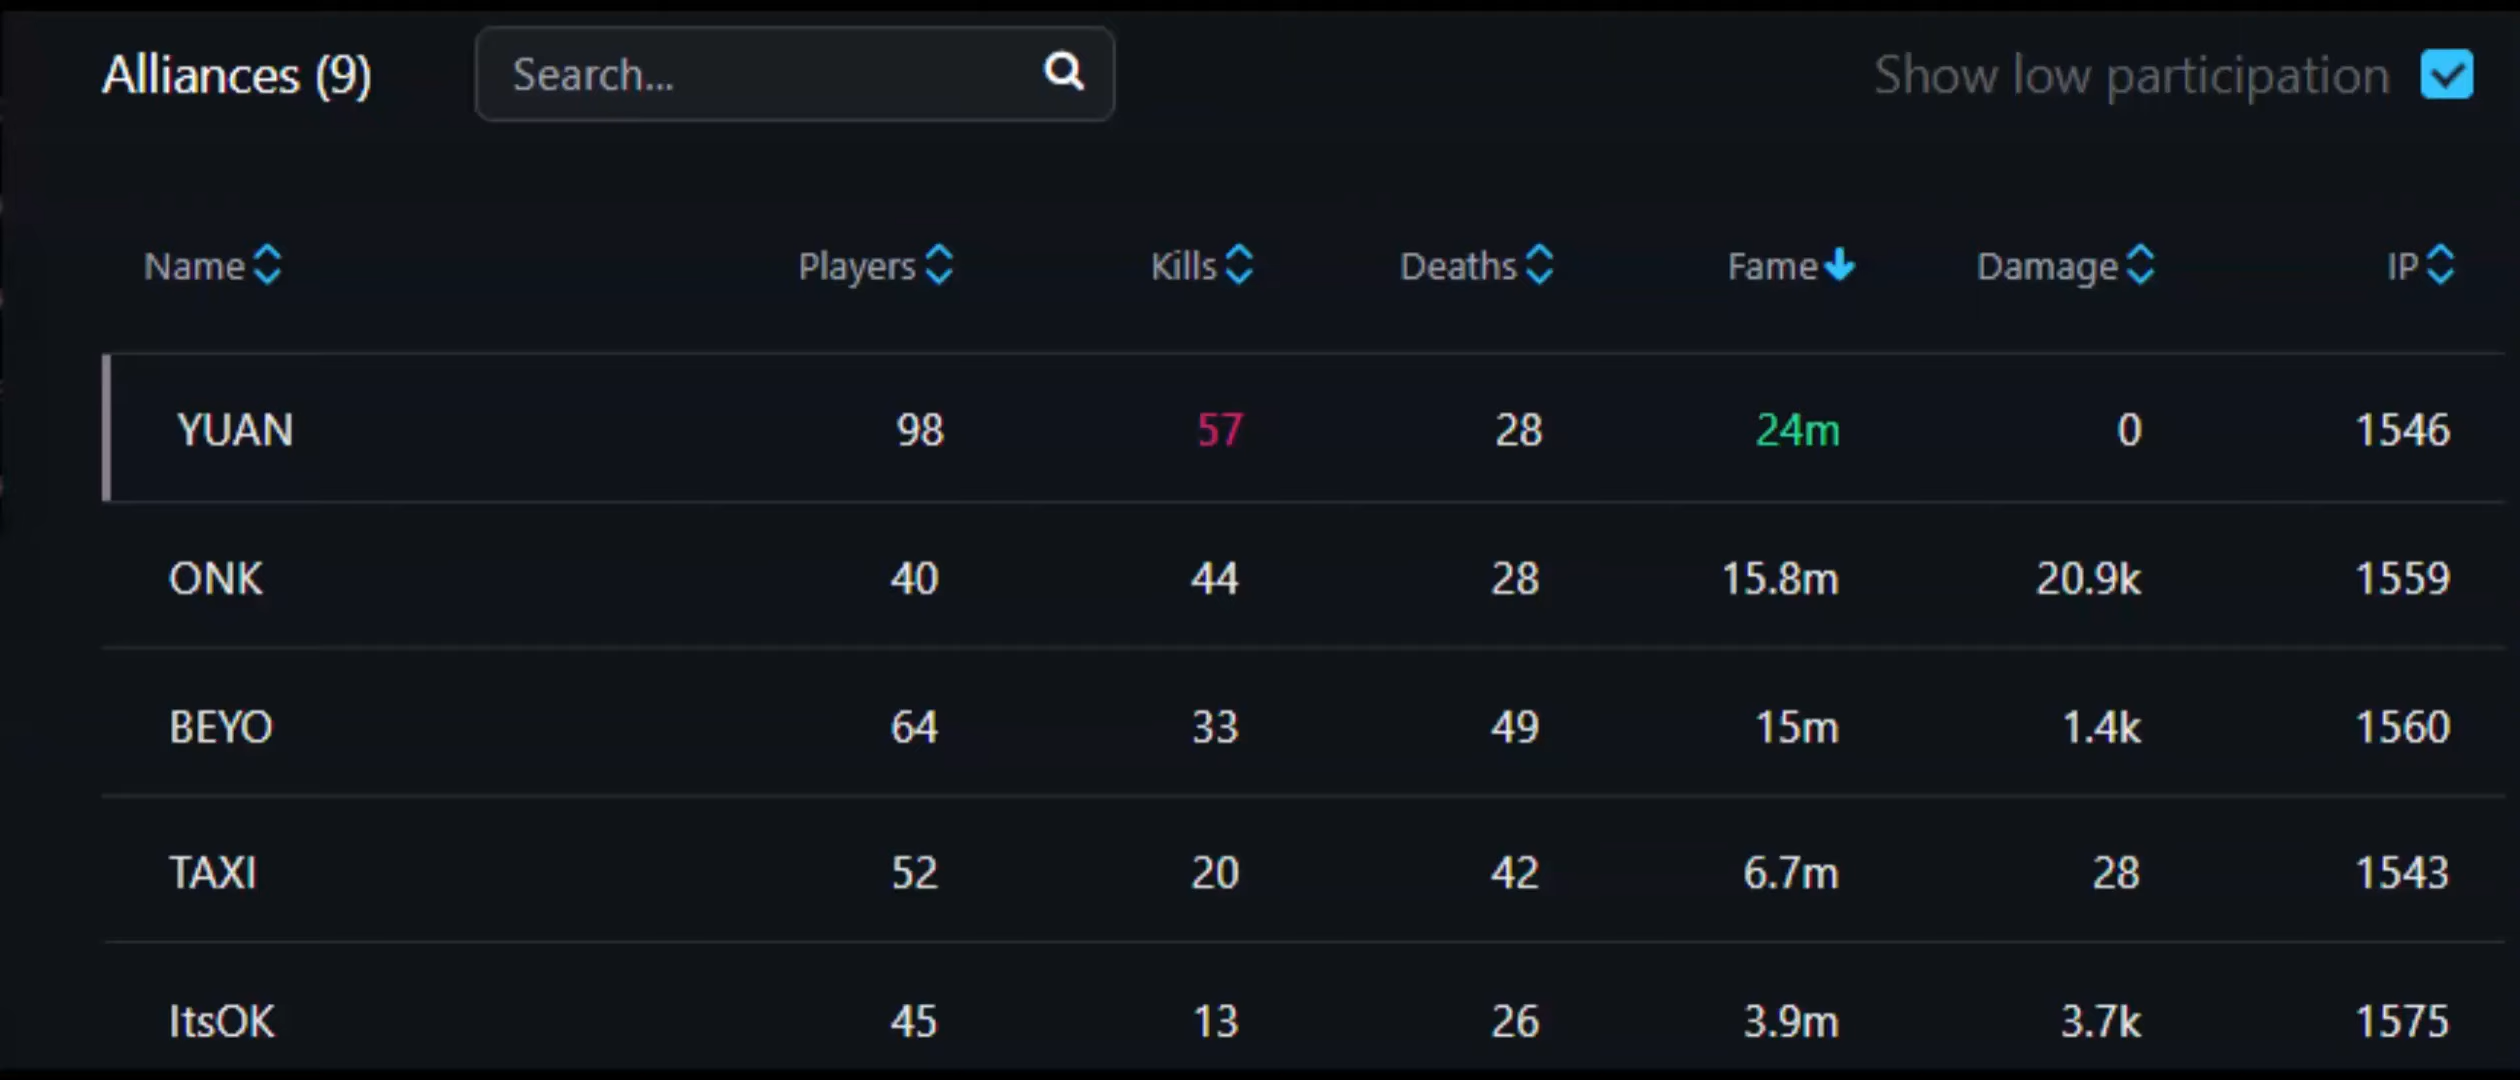 Alliances (9) Search... Show low participation
Name Players Kills Deaths Fame Damage IP
YUAN 98 57 28 24m 0 1546
ONK 40 44 28 15.8m 20.9k 1559
BEYO 64 33 49 15m 1.4k 1560
TAXI 52 20 42 6.7m 28 1543
ItsOK 45 13 26 3.9m 3.7k 1575